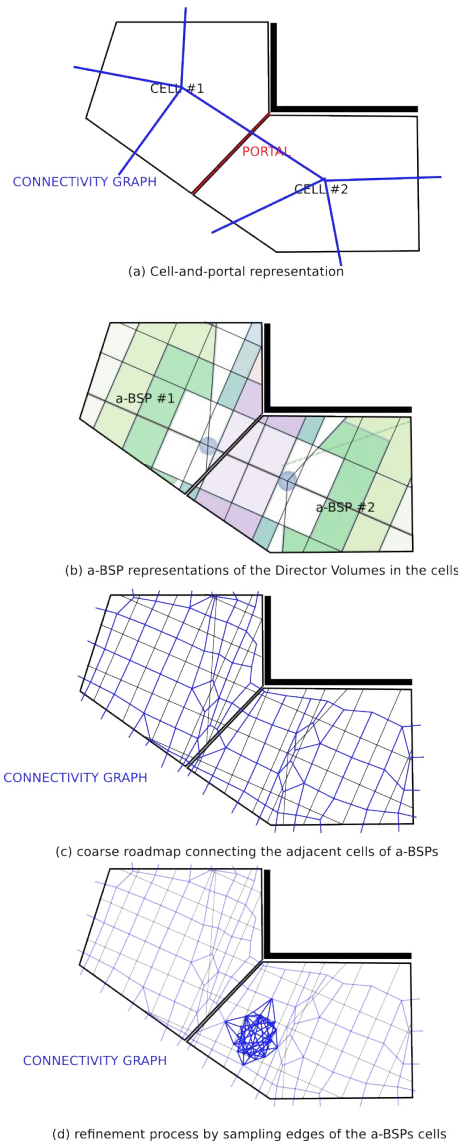 CELL #1
PORTAL
CONNECTIVITY GRAPH
CELL #2
(a) Cell-and-portal representation
a-BSP #1
a-BSP #2
(b) a-BSP representations of the Director Volumes in the cells
CONNECTIVITY GRAPH
(c) coarse roadmap connecting the adjacent cells of a-BSPs
CONNECTIVITY GRAPH
(d) refinement process by sampling edges of the a-BSPs cells